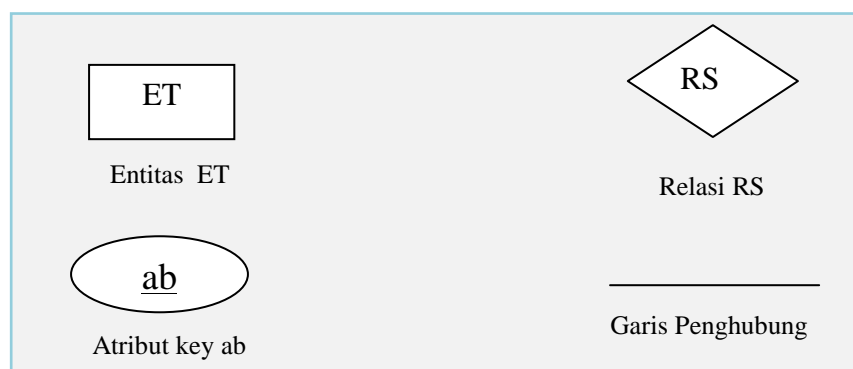 ET
Entitas ET
RS
Relasi RS
ab
Atribut key ab
Garis Penghubung